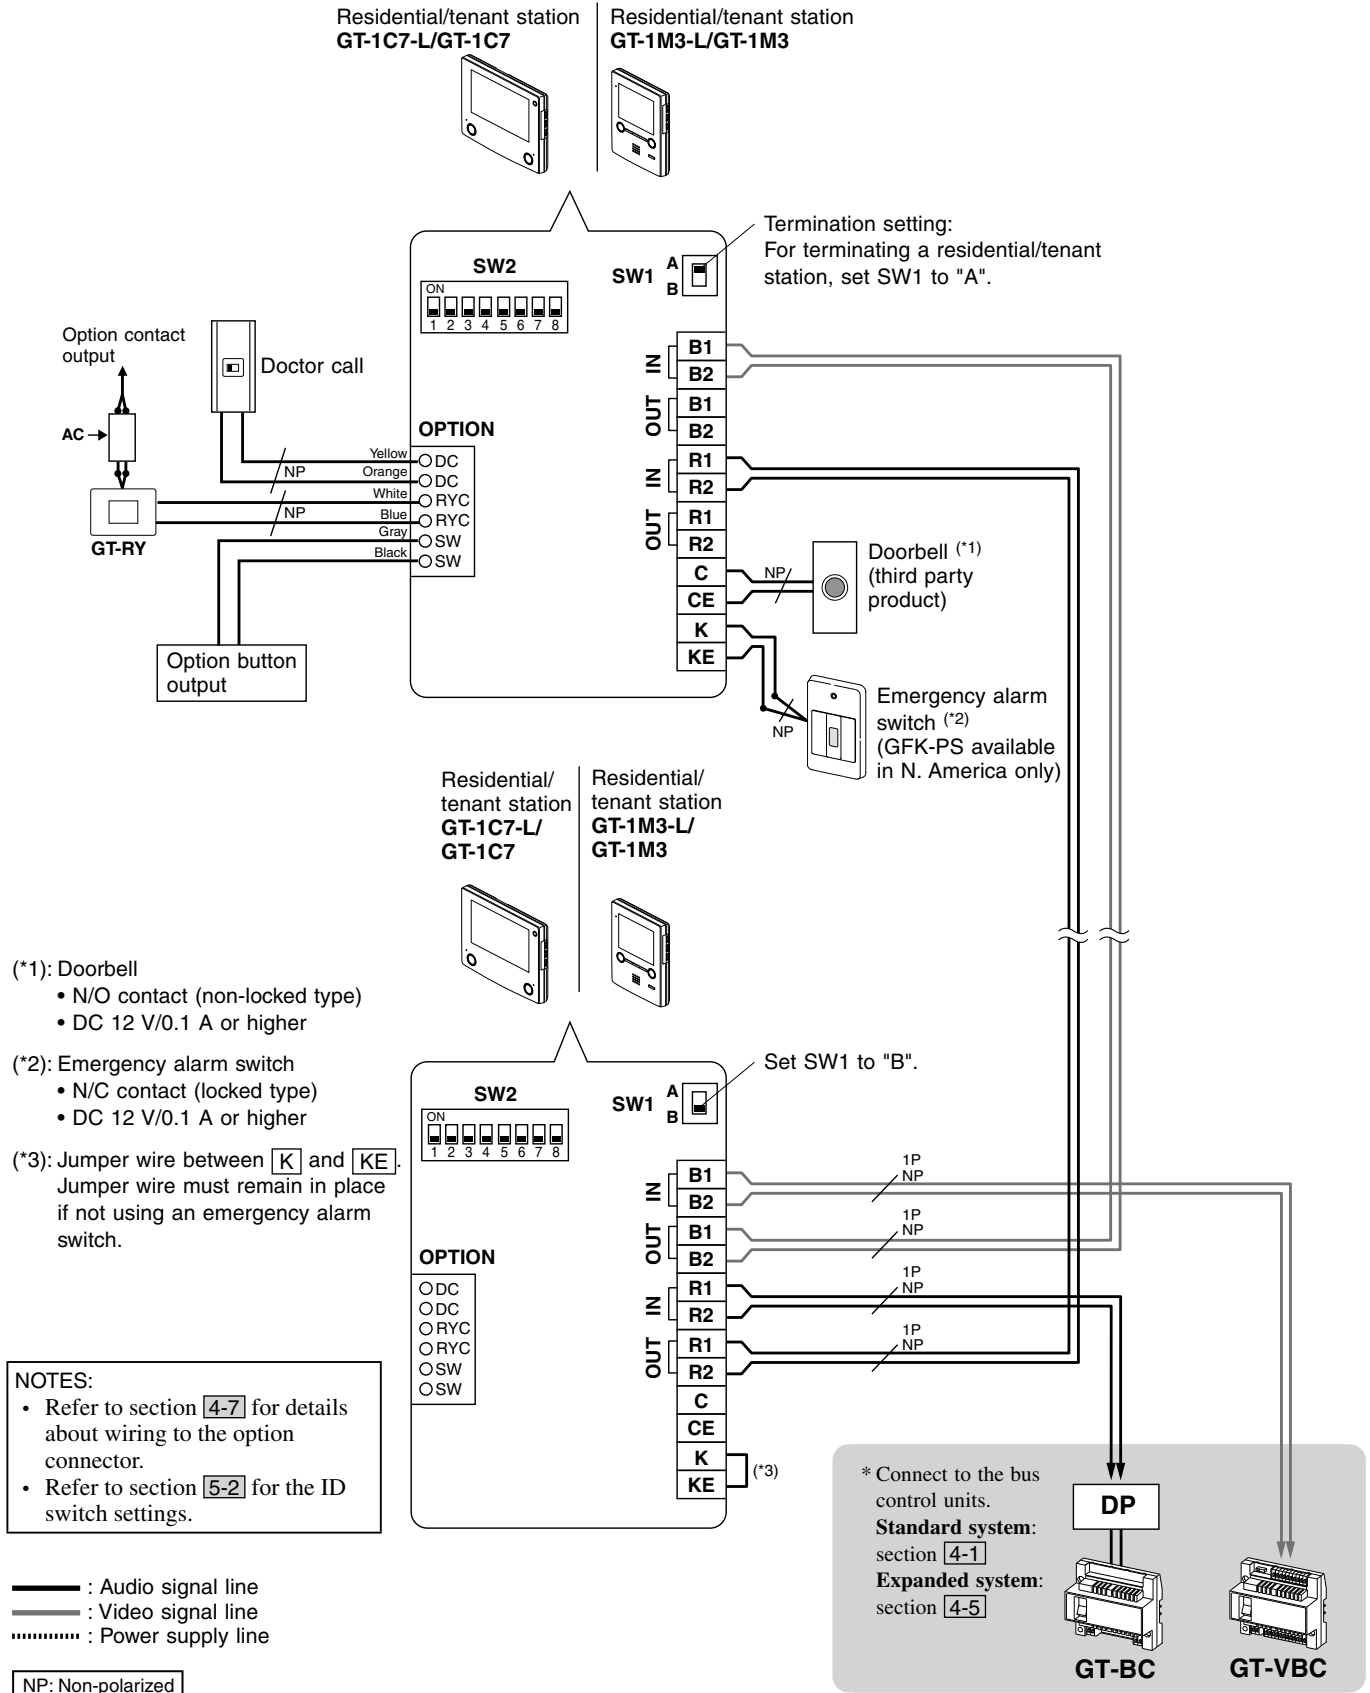 Residential/tenant station
GT-1C7-L/GT-1C7
Residential/tenant station
GT-1M3-L/GT-1M3
Termination setting:
For terminating a residential/tenant
station, set SW1 to "A".
SW2
ON
1 2 3 4 5 6 7 8
SW1
A
B
Option contact
output
Doctor call
AC
GT-RY
OPTION
Yellow
DC
NP
Orange
DC
White
RYC
NP
Blue
RYC
Gray
SW
Black
SW
Option button
output
IN
B1
B2
OUT
B1
B2
IN
R1
R2
OUT
R1
R2
C
CE
K
KE
NP
Doorbell (*1)
(third party
product)
NP
Emergency alarm
switch (*2)
(GFK-PS available
in N. America only)
Residential/
tenant station
GT-1C7-L/
GT-1C7
Residential/
tenant station
GT-1M3-L/
GT-1M3
(*1): Doorbell
• N/O contact (non-locked type)
• DC 12 V/0.1 A or higher
(*2): Emergency alarm switch
• N/C contact (locked type)
• DC 12 V/0.1 A or higher
(*3): Jumper wire between K and KE.
Jumper wire must remain in place
if not using an emergency alarm
switch.
Set SW1 to "B".
SW2
ON
1 2 3 4 5 6 7 8
SW1
A
B
OPTION
DC
DC
RYC
RYC
SW
SW
IN
B1
B2
OUT
B1
B2
IN
R1
R2
OUT
R1
R2
C
CE
K
KE
(*3)
1P
NP
1P
NP
1P
NP
1P
NP
NOTES:
• Refer to section 4-7 for details
about wiring to the option
connector.
• Refer to section 5-2 for the ID
switch settings.
* Connect to the bus
control units.
Standard system:
section 4-1
Expanded system:
section 4-5
DP
GT-BC
GT-VBC
: Audio signal line
: Video signal line
: Power supply line
NP: Non-polarized